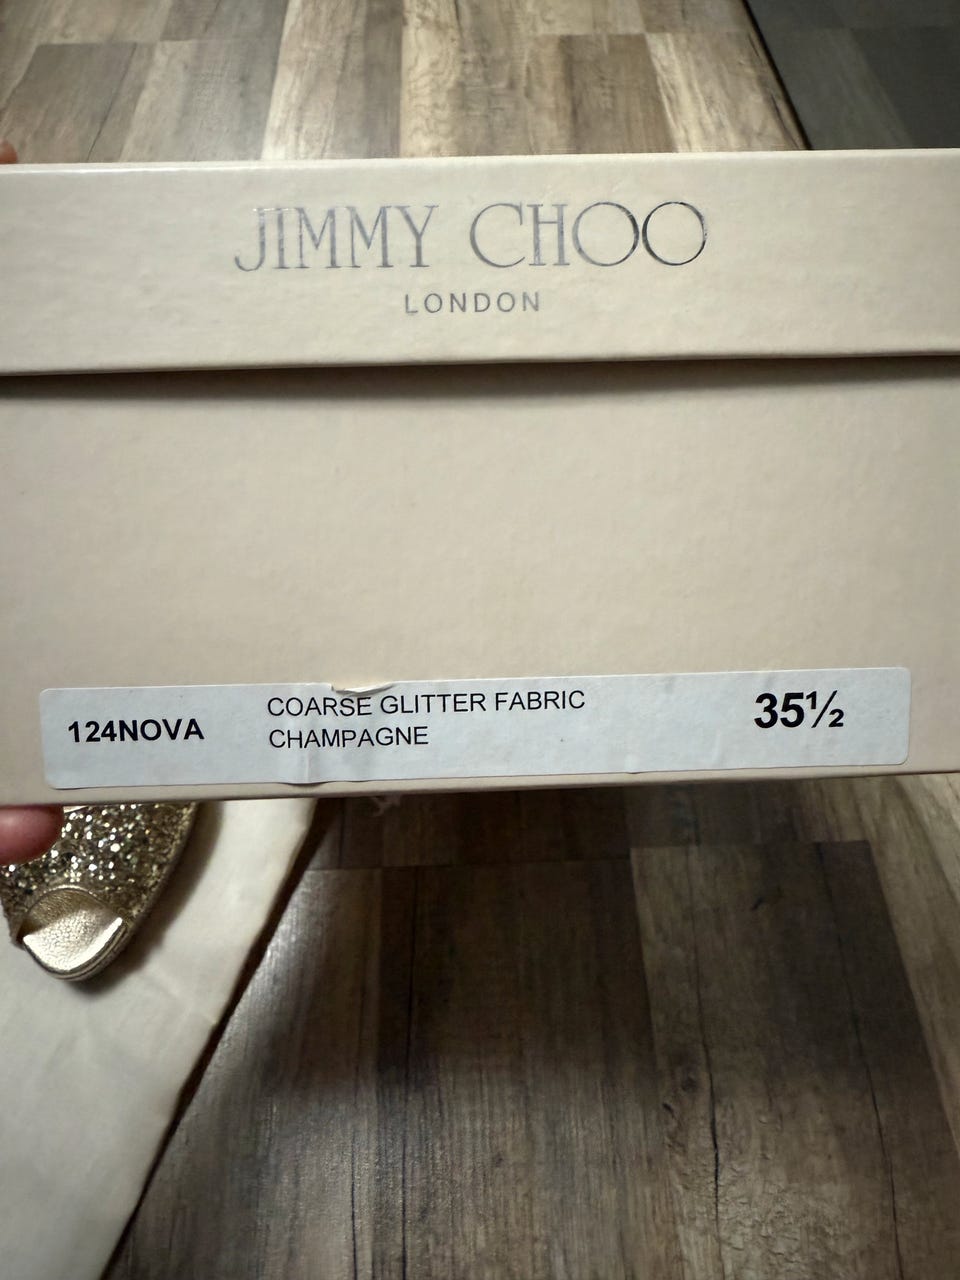 JIMMY CHOO
LONDON
124NOVA
COARSE GLITTER FABRIC
CHAMPAGNE
35½